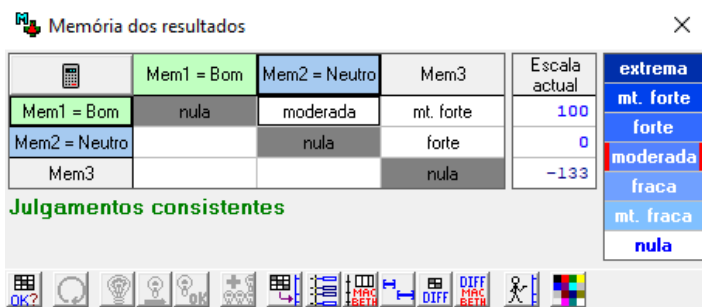 Memória dos resultados
Mem1 = Bom Mem2 = Neutro Mem3 Escala actual
Mem1 = Bom nula moderada mt. forte 100
Mem2 = Neutro nula forte 0
Mem3 nula -133
extrema
mt. forte
forte
moderada
fraca
mt. fraca
nula
Julgamentos consistentes
OK? OK MAC BETH DIFF DIFF MAC BETH